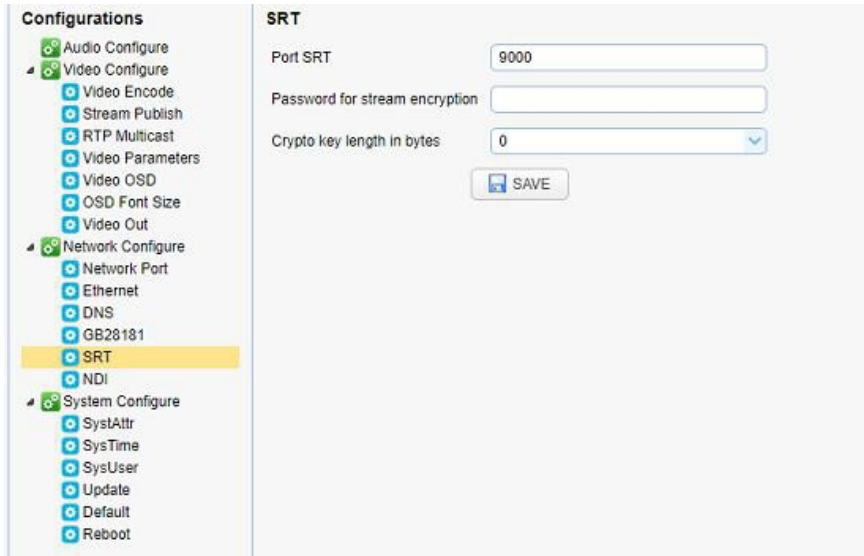 Configurations
Audio Configure
Video Configure
Video Encode
Stream Publish
RTP Multicast
Video Parameters
Video OSD
OSD Font Size
Video Out
Network Configure
Network Port
Ethernet
DNS
GB28181
SRT
NDI
System Configure
SystAttr
SysTime
SysUser
Update
Default
Reboot
SRT
Port SRT 9000
Password for stream encryption
Crypto key length in bytes 0
SAVE